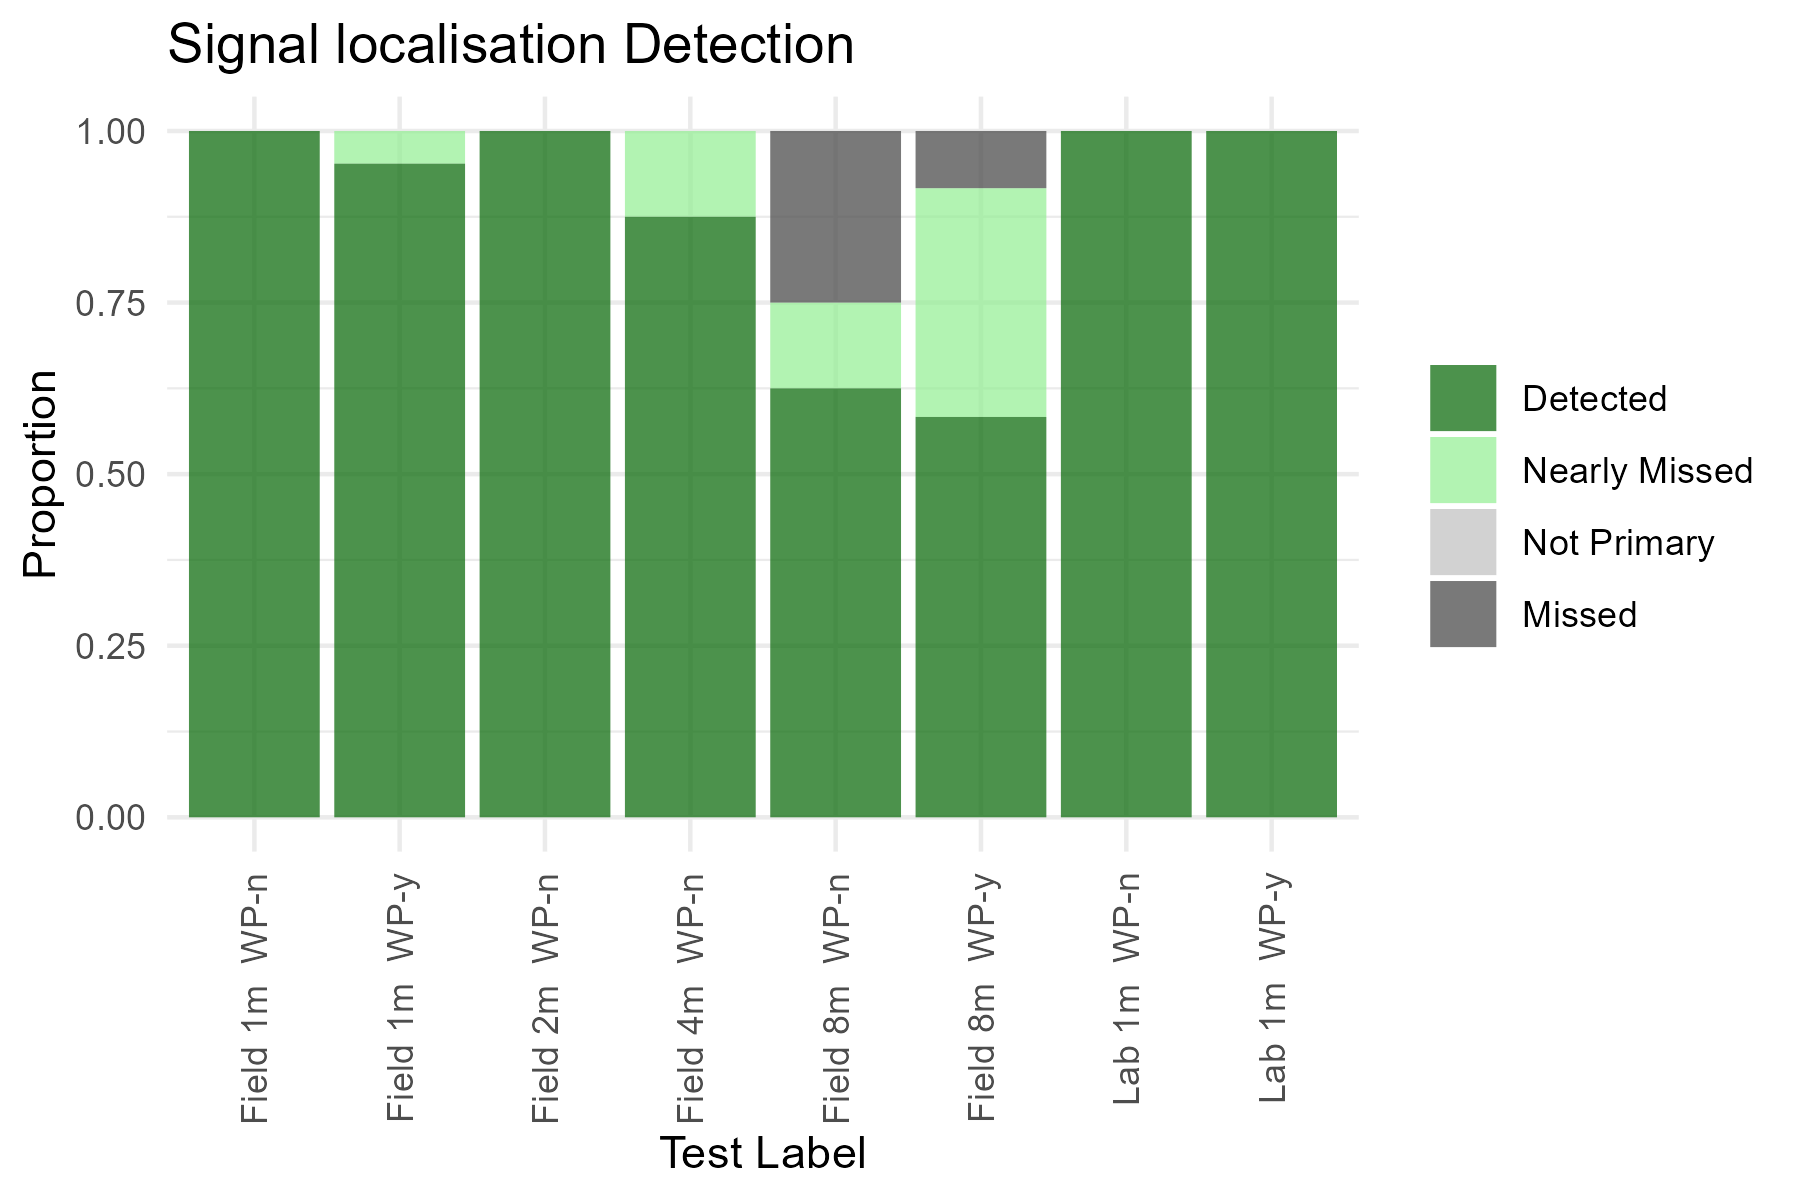 Signal localisation Detection
1.00
0.75
0.50
0.25
0.00
Proportion
Field 1m  WP-n
Field 1m  WP-y
Field 2m  WP-n
Field 4m  WP-n
Field 8m  WP-n
Field 8m  WP-y
Lab 1m  WP-n
Lab 1m  WP-y
Test Label
Detected
Nearly Missed
Not Primary
Missed